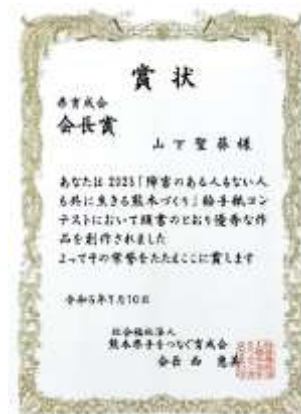 賞状
県育成会
会長賞
山下聖葵様
あなたは2023「障害のある人もない人
も共に生きる熊本づくり」絵手紙コン
テストにおいて頭書のとおり優秀な作
品を創作されました
よってその栄誉をたたえここに賞します
令和5年7月10日
社会福祉法人
熊本県手をつなぐ育成会
会長 西 惠美